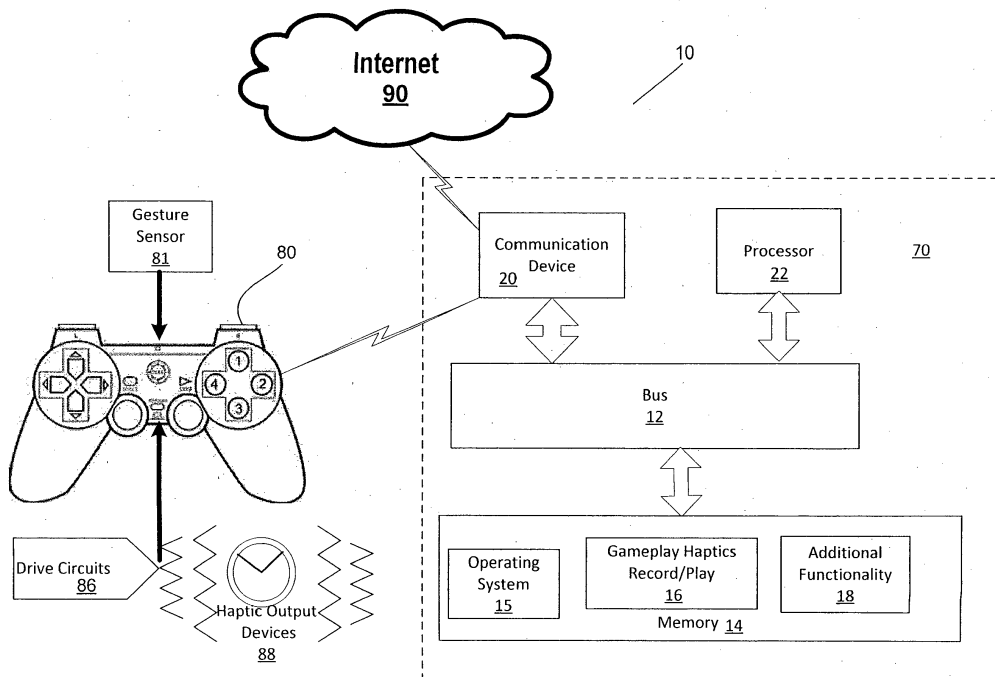 Internet
90
10
Gesture
Sensor
81
80
Communication
Device
20
Processor
22
70
1
4
2
3
Bus
12
Drive Circuits
86
Haptic Output
Devices
88
Operating
System
15
Gameplay Haptics
Record/Play
16
Additional
Functionality
18
Memory 14